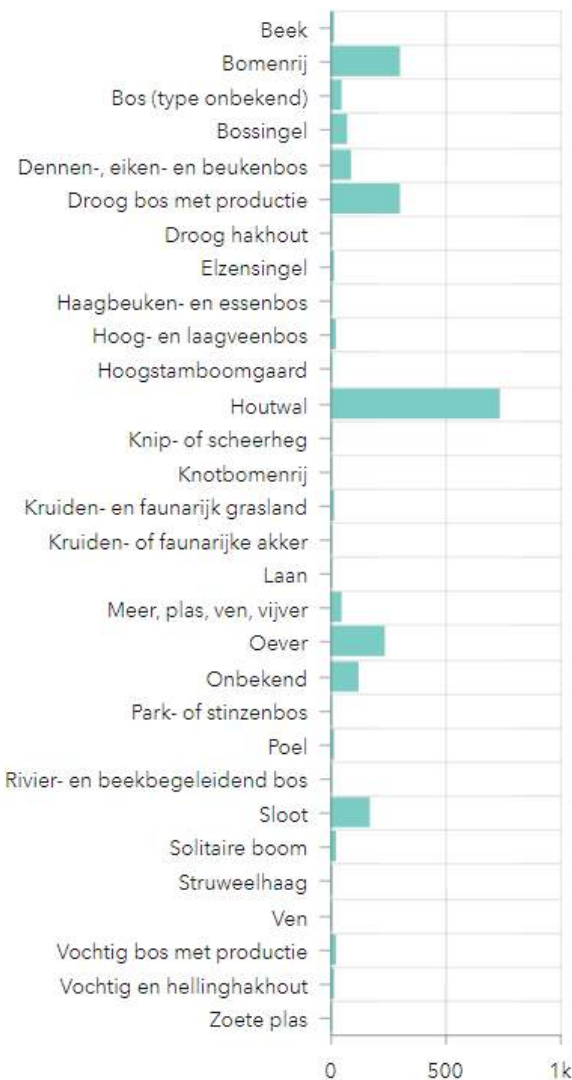 Beek
Bomenrij
Bos (type onbekend)
Bossingel
Dennen-, eiken- en beukenbos
Droog bos met productie
Droog hakhout
Elzensingel
Haagbeuken- en essenbos
Hoog- en laagveenbos
Hoogstamboomgaard
Houtwal
Knip- of scheerheg
Knotbomenrij
Kruiden- en faunarijk grasland
Kruiden- of faunarijke akker
Laan
Meer, plas, ven, vijver
Oever
Onbekend
Park- of stinzenbos
Poel
Rivier- en beekbegeleidend bos
Sloot
Solitaire boom
Struweelhaag
Ven
Vochtig bos met productie
Vochtig en hellinghakhout
Zoete plas
0 500 1k